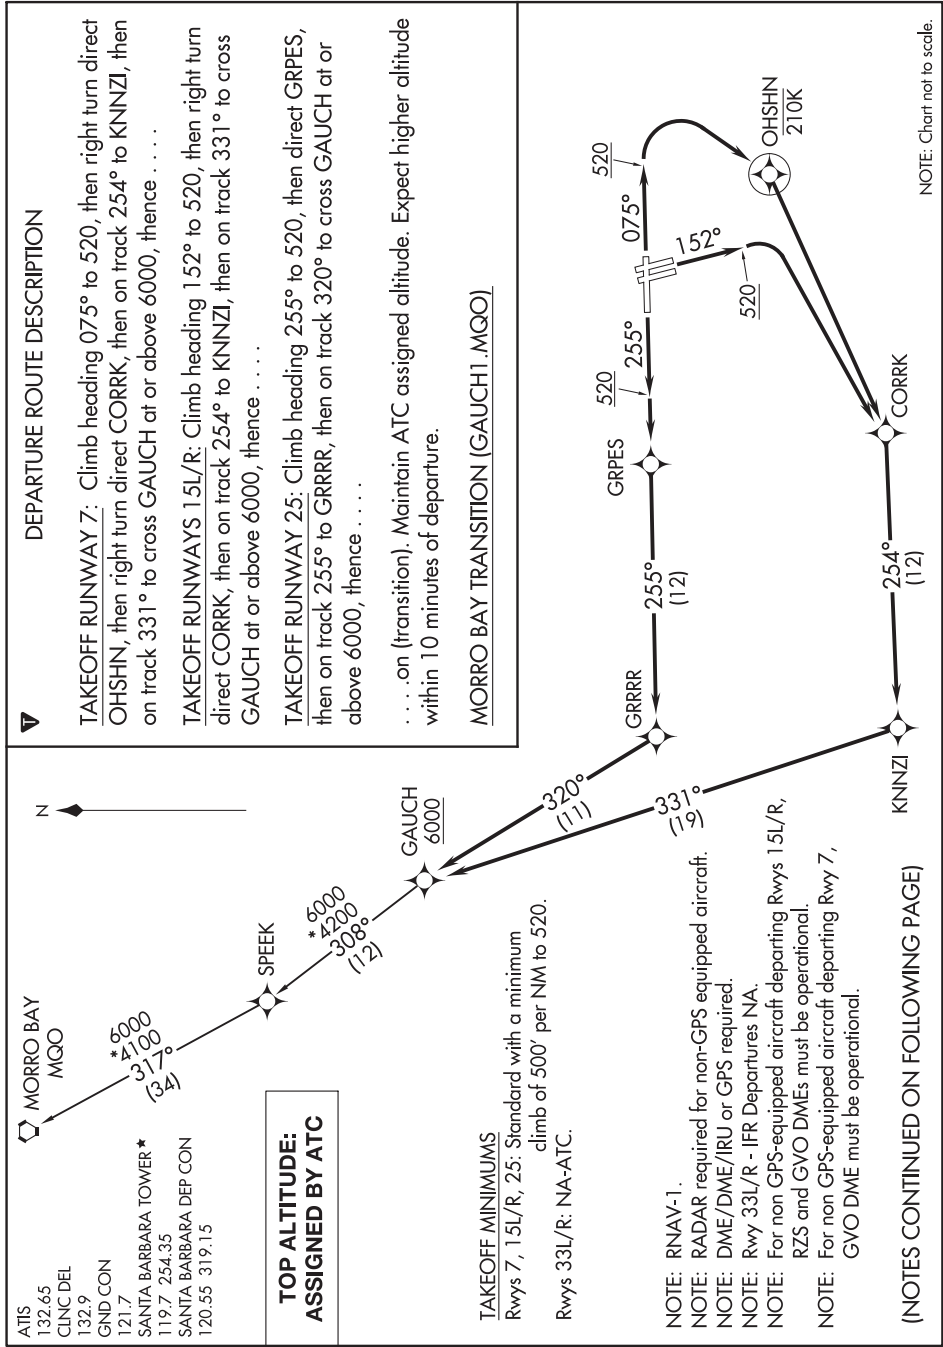 ATIS
132.65
CLNC DEL
132.9
GND CON
121.7
SANTA BARBARA TOWER★
119.7 254.35
SANTA BARBARA DEP CON
120.55 319.15
TOP ALTITUDE:
ASSIGNED BY ATC
MORRO BAY
MQO
6000
*4100
317°
(34)
SPEEK
6000
*4200
308°
(12)
GAUCH
6000
N
320°
(11)
331°
(19)
GRRRR
KNNZI
255°
(12)
254°
(12)
GRPES
CORRK
520
255°
075°
520
152°
520
OHSHN
210K
TAKEOFF MINIMUMS
Rwys 7, 15L/R, 25: Standard with a minimum
climb of 500' per NM to 520.
Rwys 33L/R: NA-ATC.
NOTE: RNAV-1.
NOTE: RADAR required for non-GPS equipped aircraft.
NOTE: DME/DME/IRU or GPS required.
NOTE: Rwy 33L/R - IFR Departures NA.
NOTE: For non GPS-equipped aircraft departing Rwys 15L/R,
RZS and GVO DMEs must be operational.
NOTE: For non GPS-equipped aircraft departing Rwy 7,
GVO DME must be operational.
(NOTES CONTINUED ON FOLLOWING PAGE)
T
DEPARTURE ROUTE DESCRIPTION
TAKEOFF RUNWAY 7: Climb heading 075° to 520, then right turn direct
OHSHN, then right turn direct CORRK, then on track 254° to KNNZI, then
on track 331° to cross GAUCH at or above 6000, thence . . . .
TAKEOFF RUNWAYS 15L/R: Climb heading 152° to 520, then right turn
direct CORRK, then on track 254° to KNNZI, then on track 331° to cross
GAUCH at or above 6000, thence . . . .
TAKEOFF RUNWAY 25: Climb heading 255° to 520, then direct GRPES,
then on track 255° to GRRRR, then on track 320° to cross GAUCH at or
above 6000, thence . . . .
. . . .on (transition). Maintain ATC assigned altitude. Expect higher altitude
within 10 minutes of departure.
MORRO BAY TRANSITION (GAUCH1.MQO)
NOTE: Chart not to scale.